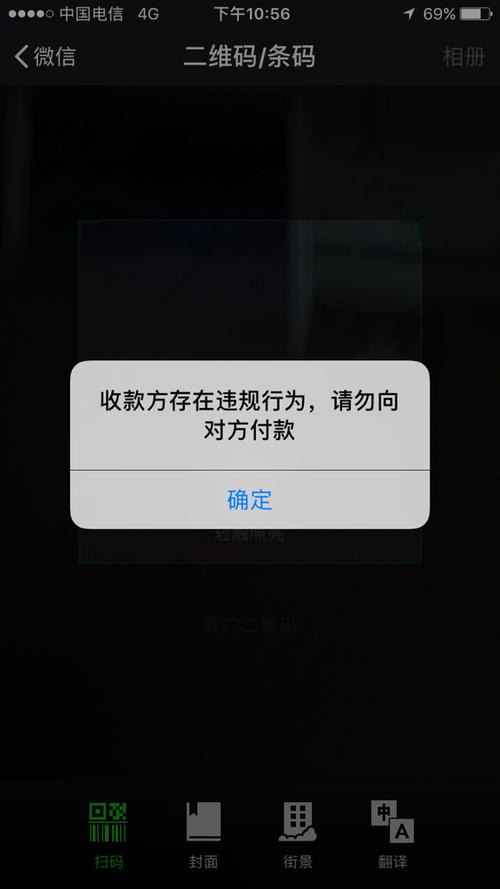 中国电信 4G 下午10:56 69%
微信 二维码/条码 相册
收款方存在违规行为，请勿向
对方付款
确定
轻触照亮
我的二维码
扫码 封面 街景 翻译
中 A